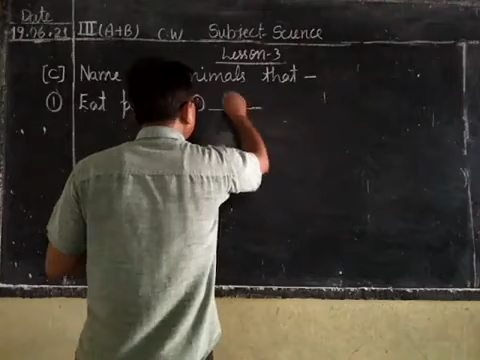 Date
19.06.21 III (A+B) C.W Subject Science
Lesson-3
[C] Name animals that —
① Eat